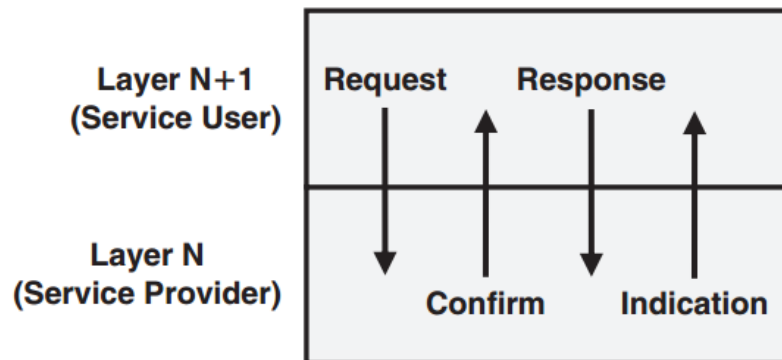 Layer N+1
(Service User)
Request
Response
Layer N
(Service Provider)
Confirm
Indication